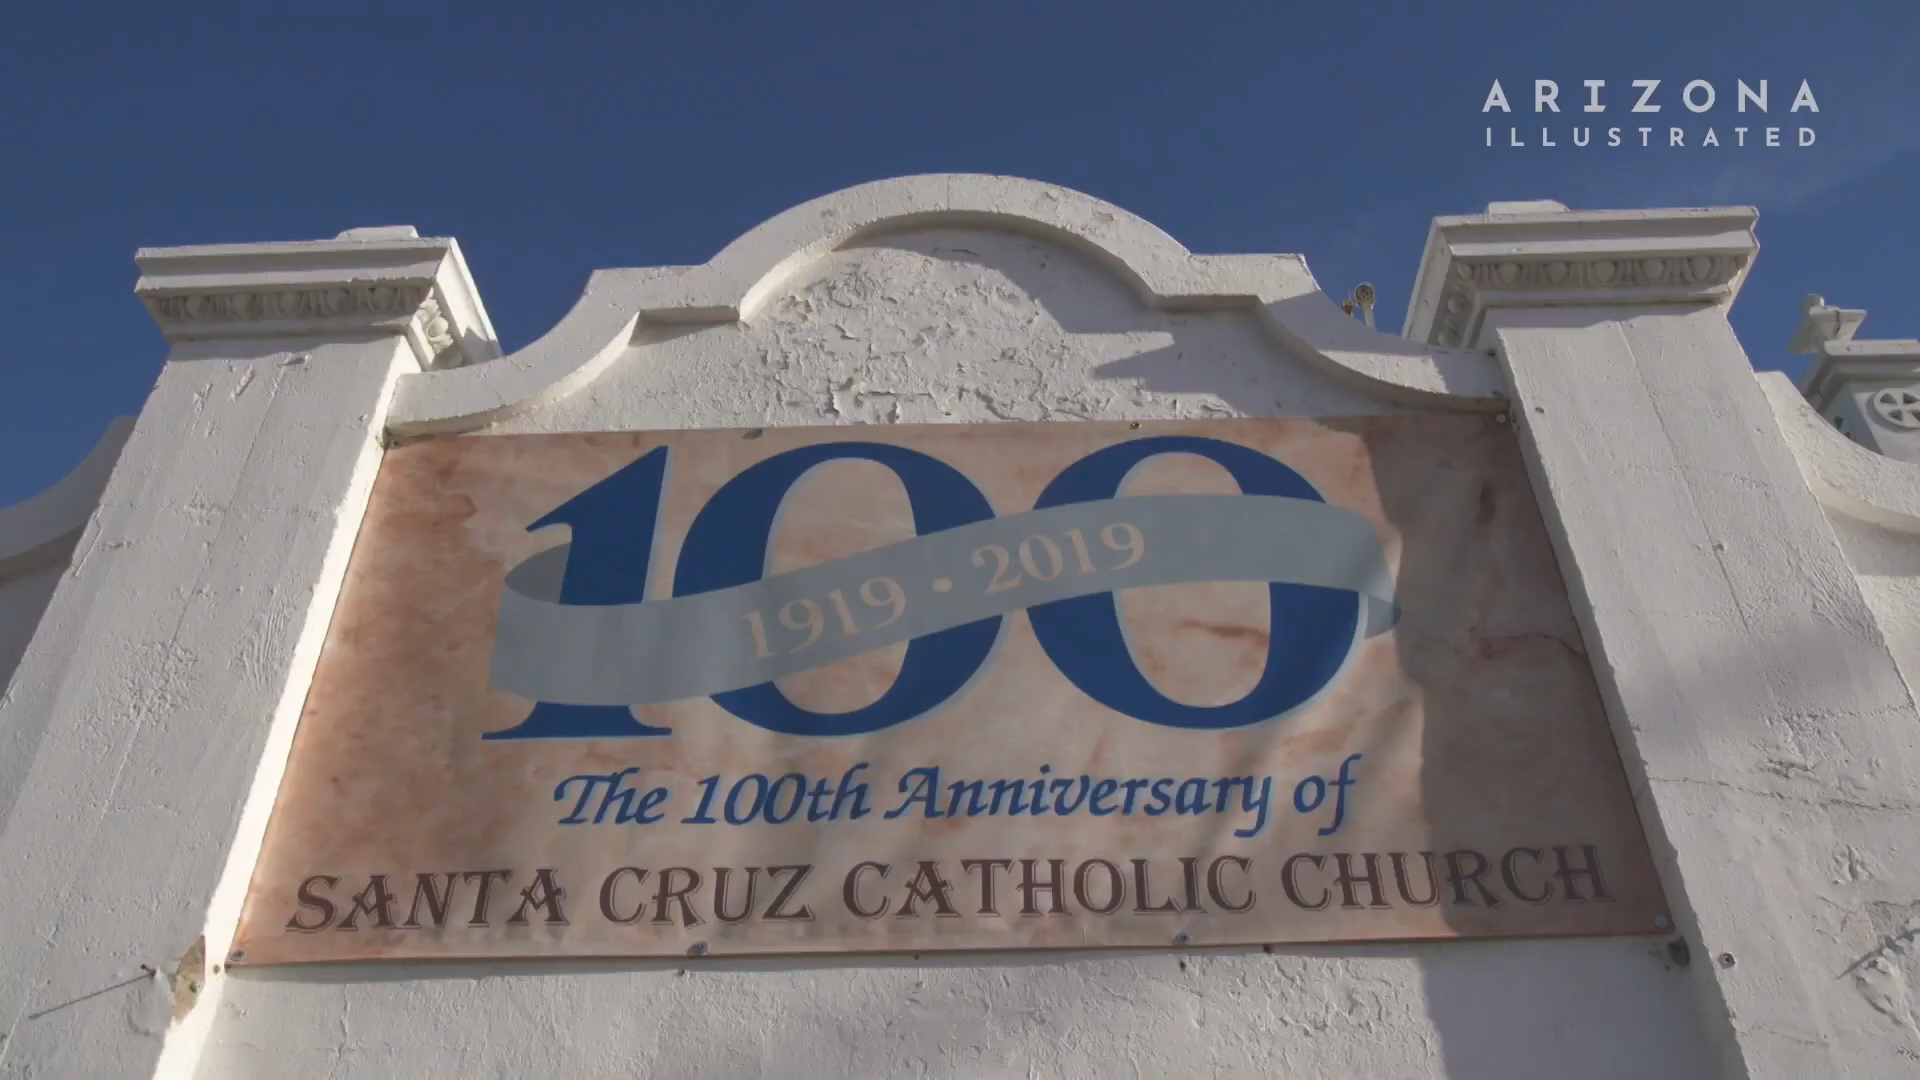 ARIZONA
ILLUSTRATED
100
1919 • 2019
The 100th Anniversary of
SANTA CRUZ CATHOLIC CHURCH